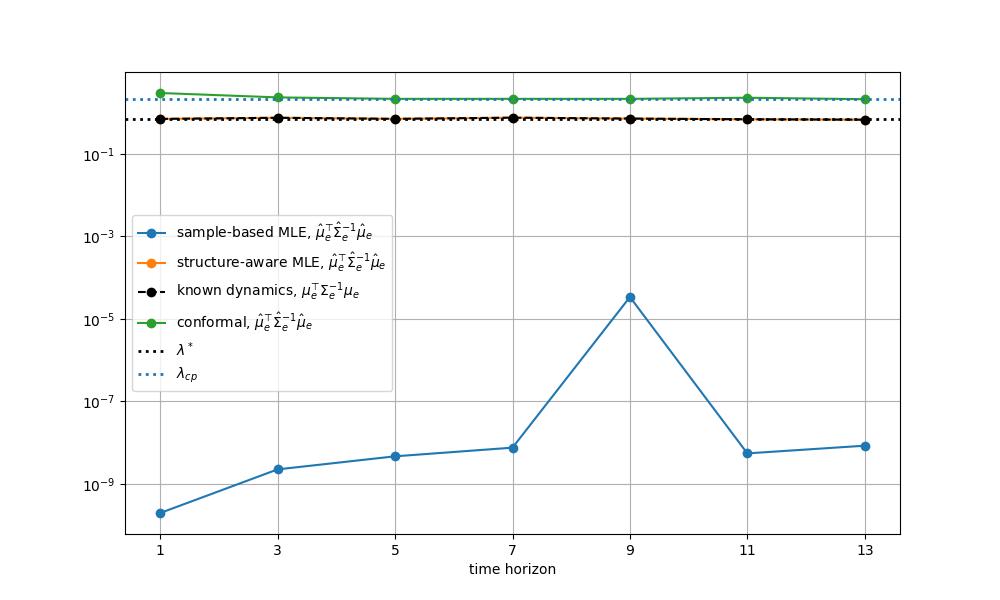 10⁻¹
10⁻³
10⁻⁵
10⁻⁷
10⁻⁹
sample-based MLE, μ̂ₑ^⊤Σ̂ₑ⁻¹μ̂ₑ
structure-aware MLE, μ̂ₑ^⊤Σ̂ₑ⁻¹μ̂ₑ
known dynamics, μₑ^⊤Σₑ⁻¹μₑ
conformal, μ̂ₑ^⊤Σ̂ₑ⁻¹μ̂ₑ
λ*
λ_cp
1 3 5 7 9 11 13
time horizon